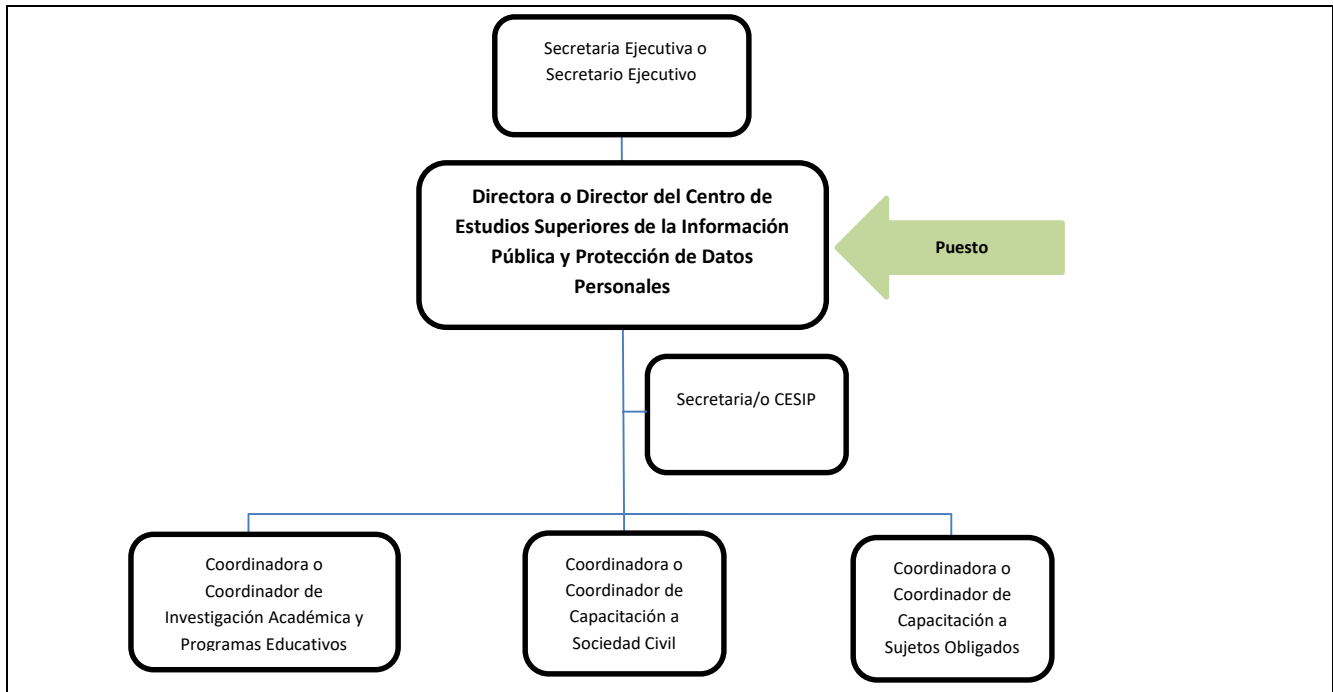 Secretaria Ejecutiva o
Secretario Ejecutivo
Directora o Director del Centro de
Estudios Superiores de la Información
Pública y Protección de Datos
Personales
Puesto
Secretaria/o CESIP
Coordinadora o
Coordinador de
Investigación Académica y
Programas Educativos
Coordinadora o
Coordinador de
Capacitación a
Sociedad Civil
Coordinadora o
Coordinador de
Capacitación a
Sujetos Obligados